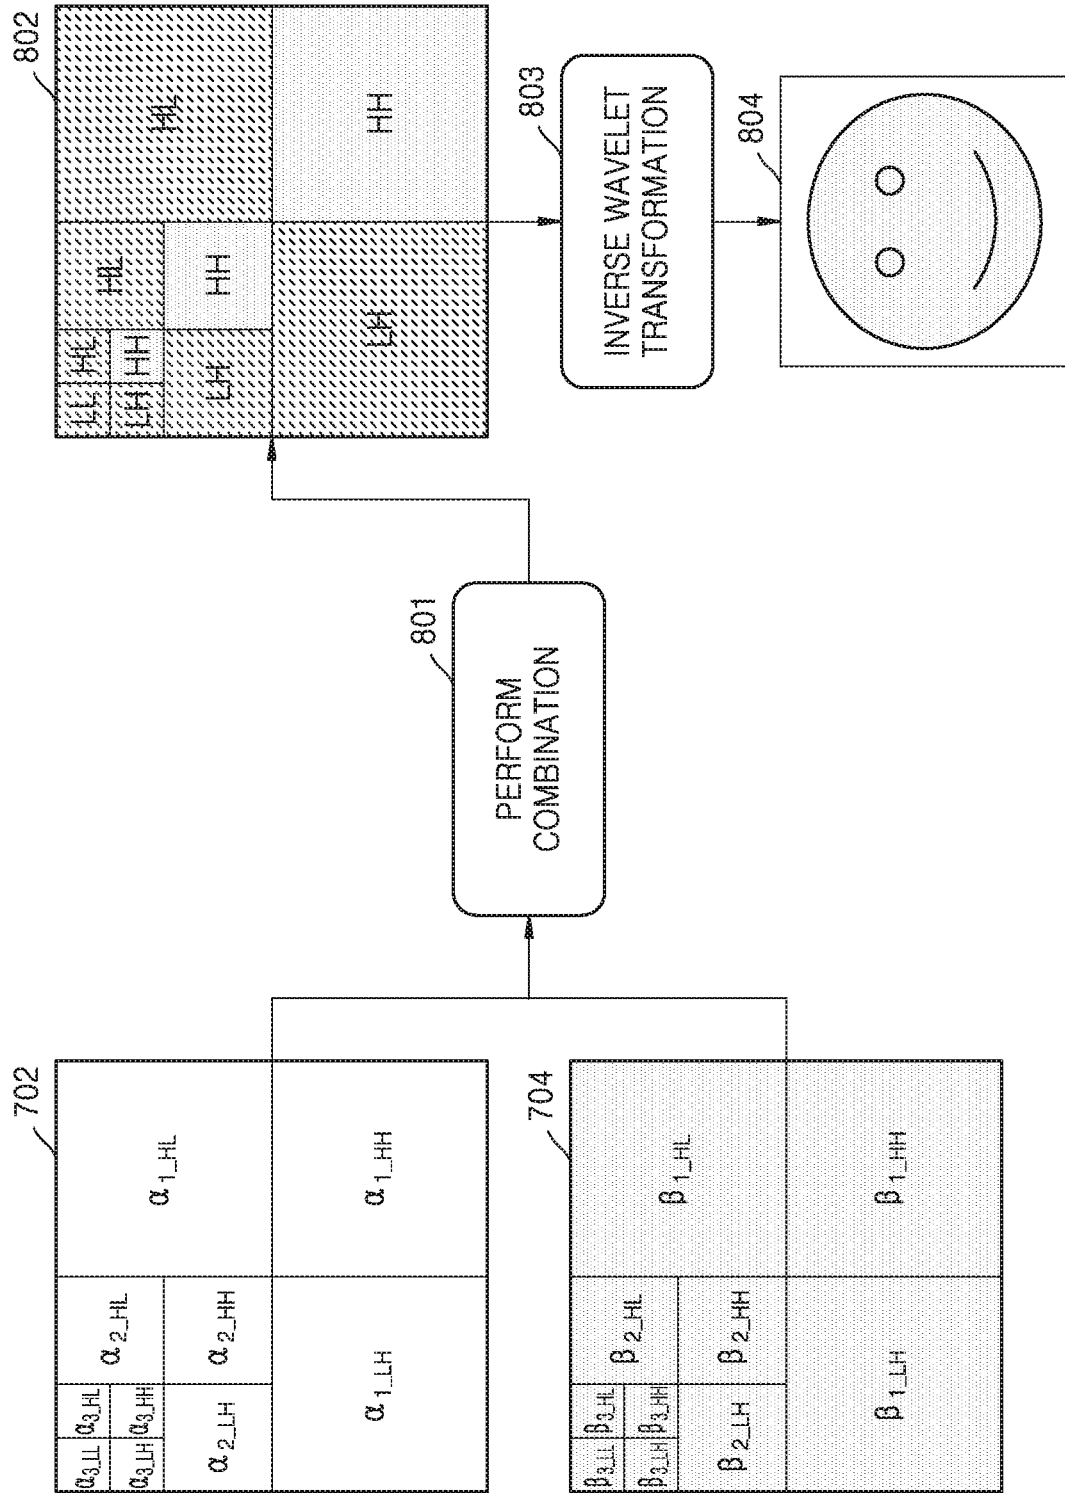 702
α3_LL
α3_HL
α2_HL
α1_HL
α3_LH
α3_HH
α2_LH
α2_HH
α1_LH
α1_HH
704
β3_LL
β3_HL
β2_HL
β1_HL
β3_LH
β3_HH
β2_LH
β2_HH
β1_LH
β1_HH
801
PERFORM
COMBINATION
802
LL
HL
HL
HL
LH
HH
LH
HH
LH
HH
803
INVERSE WAVELET
TRANSFORMATION
804